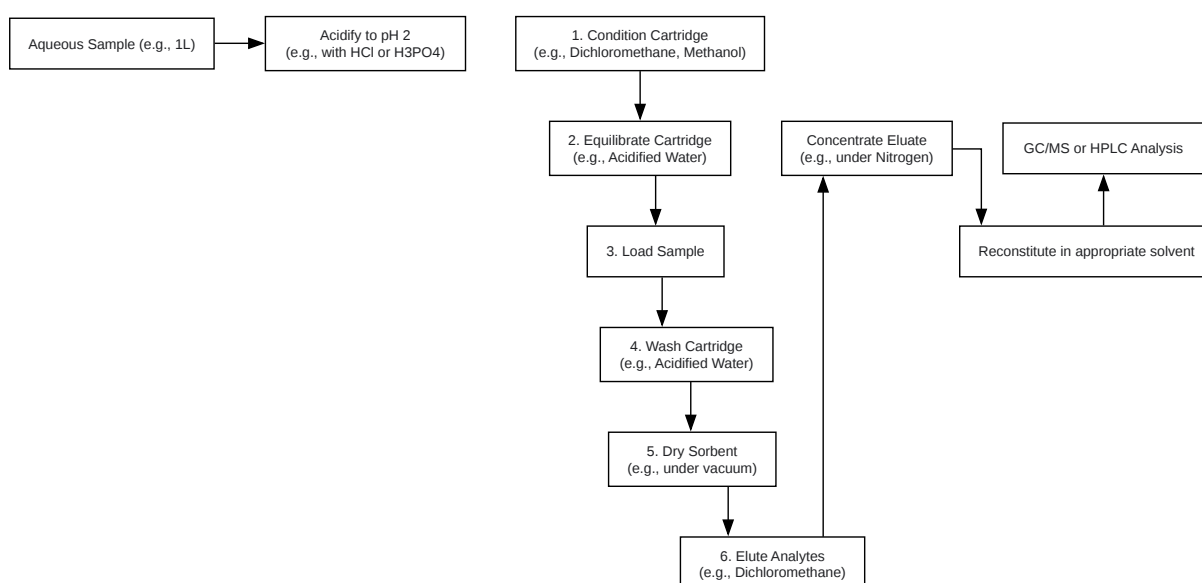 Aqueous Sample (e.g., 1L)
Acidify to pH 2
(e.g., with HCl or H3PO4)
1. Condition Cartridge
(e.g., Dichloromethane, Methanol)
2. Equilibrate Cartridge
(e.g., Acidified Water)
3. Load Sample
4. Wash Cartridge
(e.g., Acidified Water)
5. Dry Sorbent
(e.g., under vacuum)
6. Elute Analytes
(e.g., Dichloromethane)
Concentrate Eluate
(e.g., under Nitrogen)
Reconstitute in appropriate solvent
GC/MS or HPLC Analysis